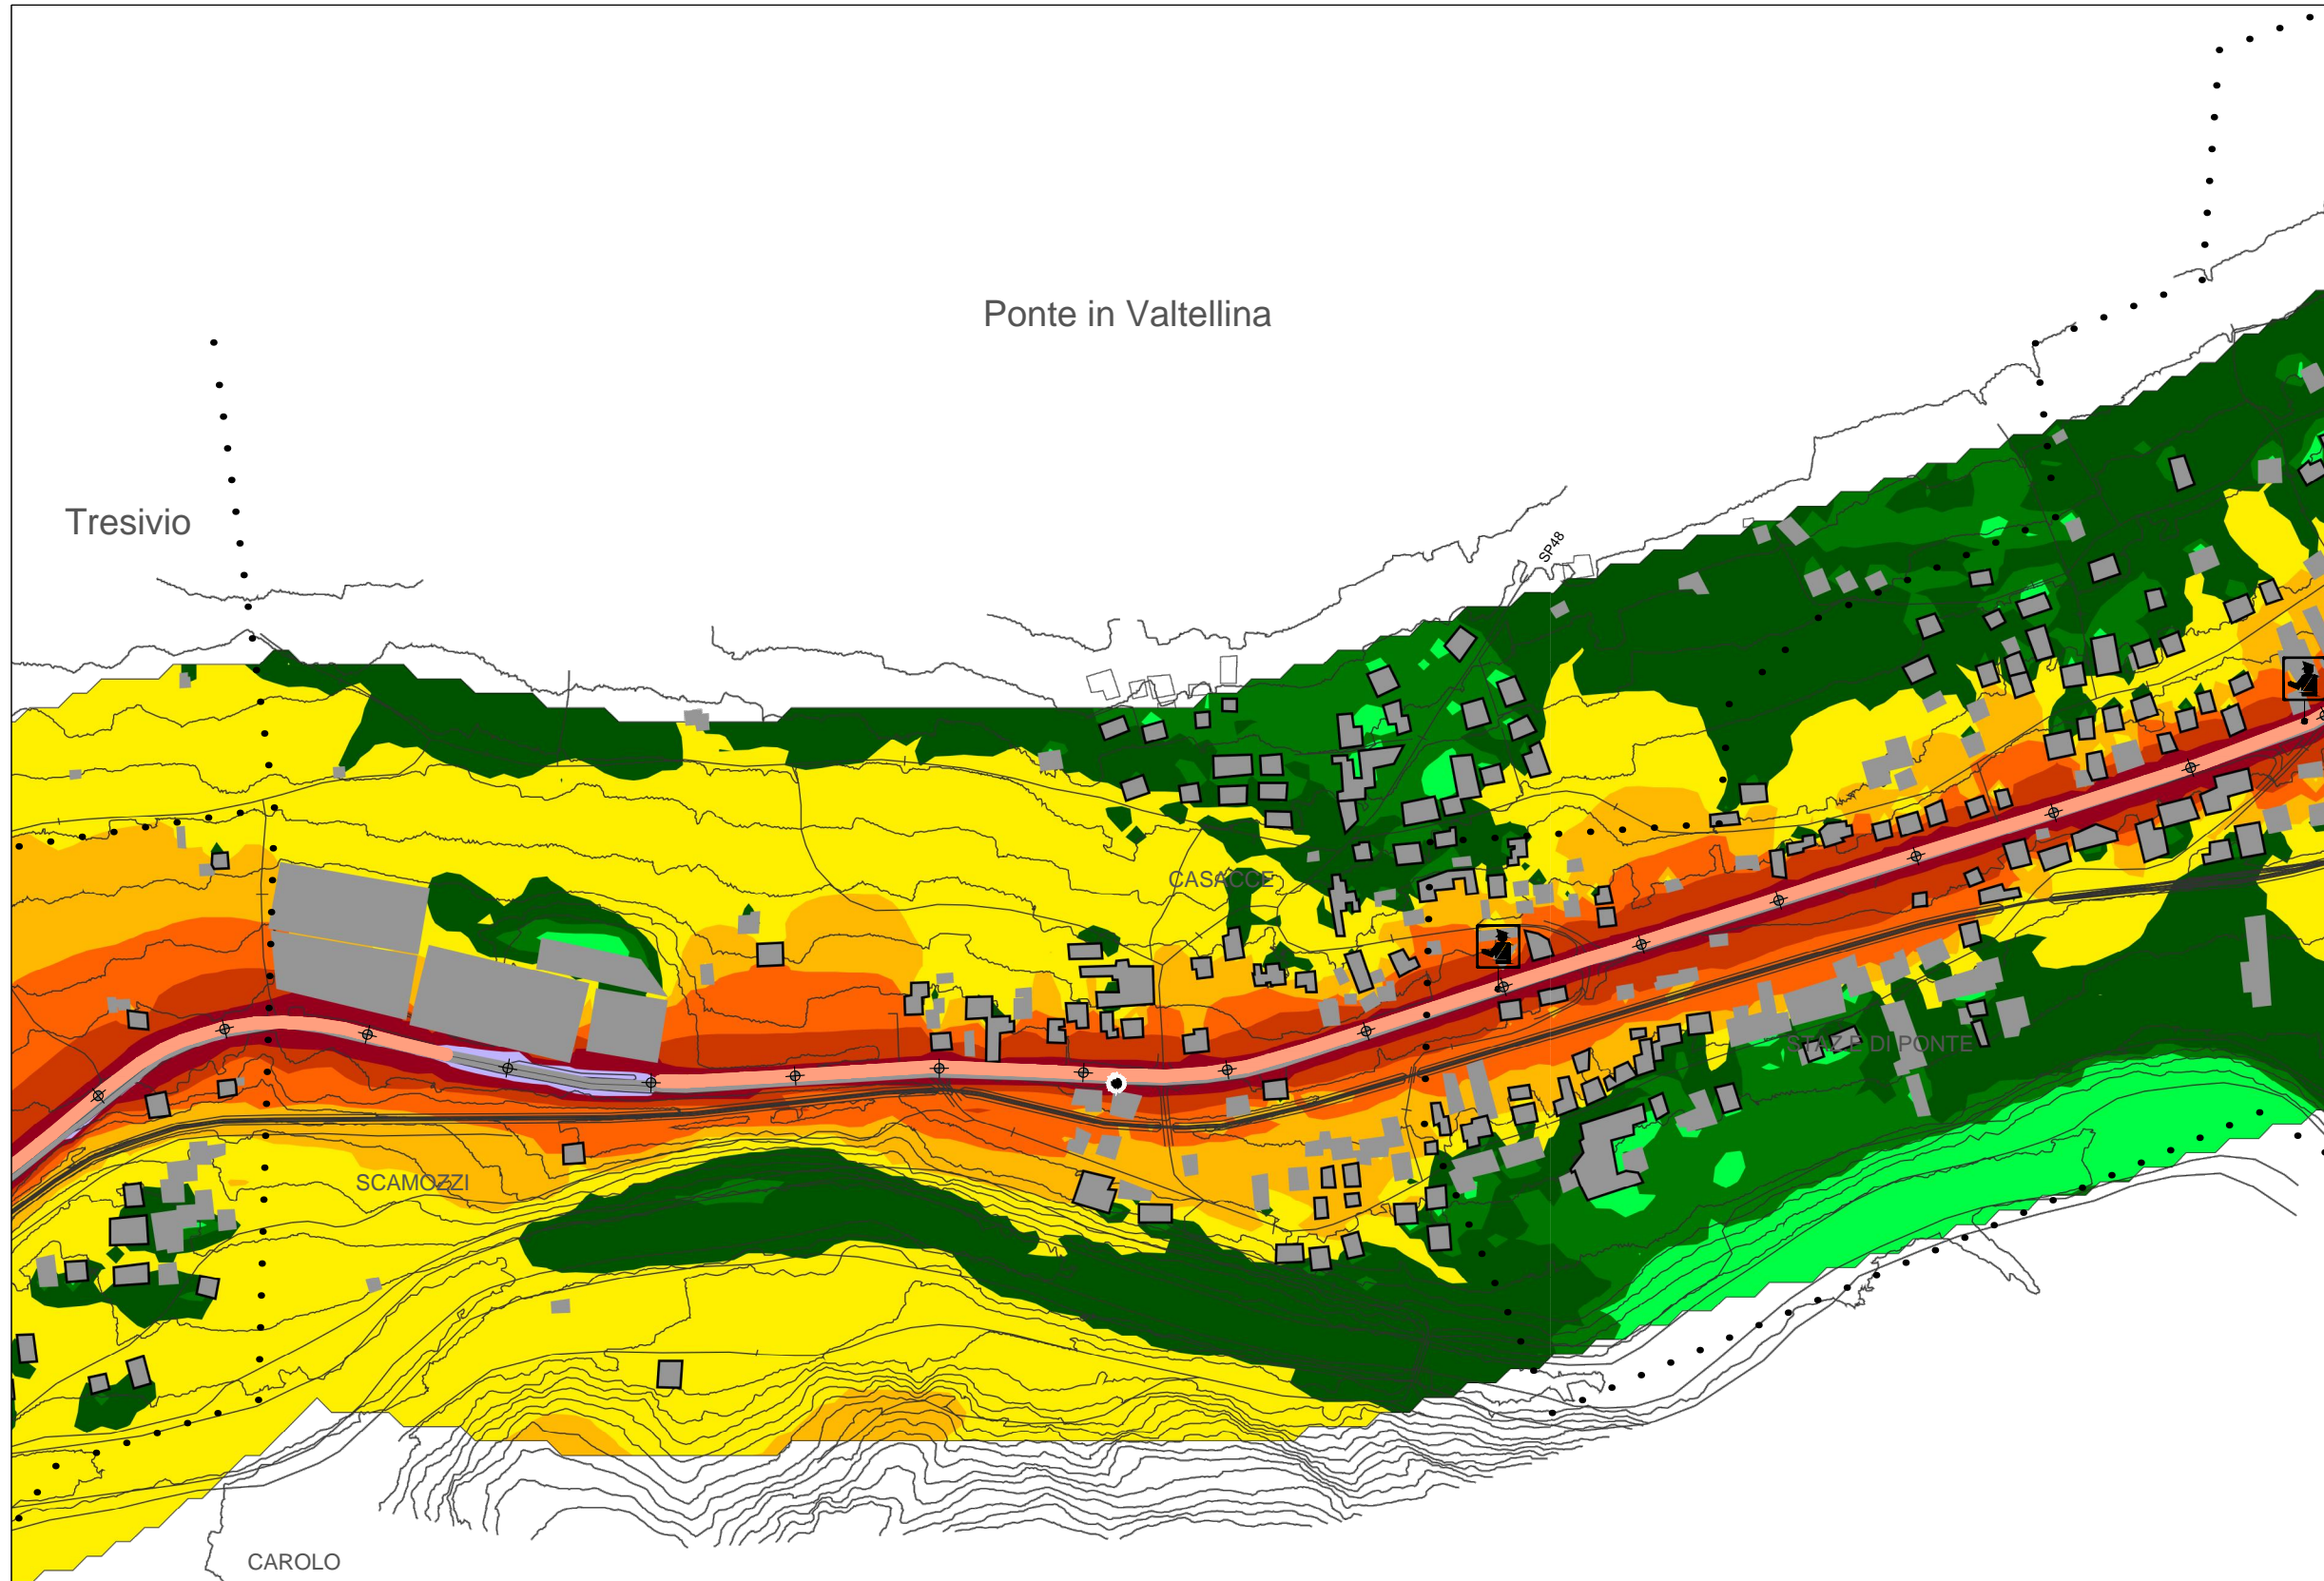 Ponte in Valtellina
Tresivio
SP48
CASACCE
STAZ E DI PONTE
SCAMOZZI
CAROLO